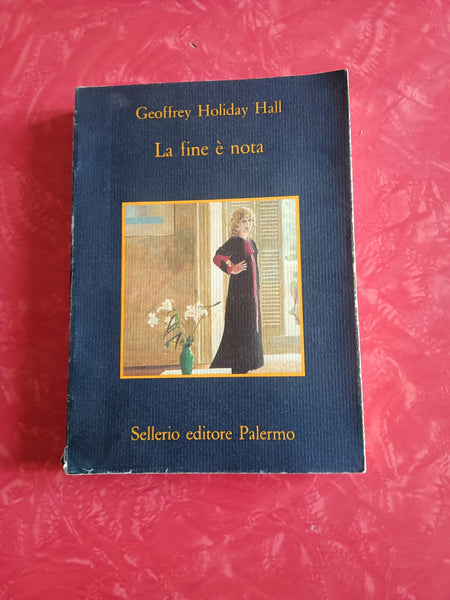 Geoffrey Holiday Hall
La fine è nota
Sellerio editore Palermo